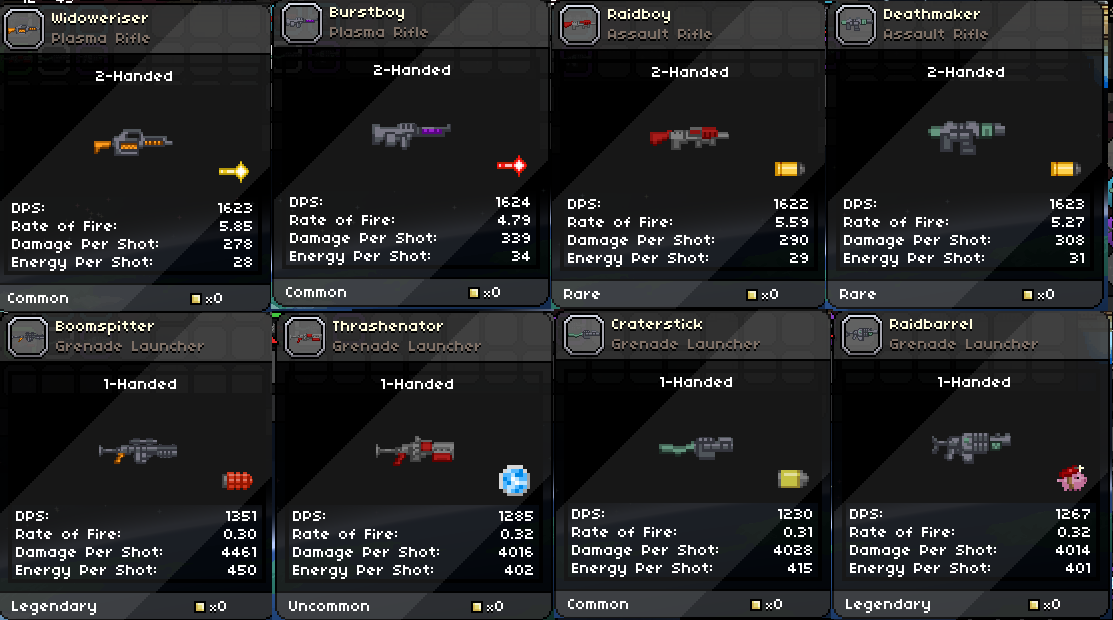 Widoweriser
Plasma Rifle
2-Handed
DPS: 1623
Rate of Fire: 5.85
Damage Per Shot: 278
Energy Per Shot: 28
Common x0
Burstboy
Plasma Rifle
2-Handed
DPS: 1624
Rate of Fire: 4.79
Damage Per Shot: 339
Energy Per Shot: 34
Common x0
Raidboy
Assault Rifle
2-Handed
DPS: 1622
Rate of Fire: 5.59
Damage Per Shot: 290
Energy Per Shot: 29
Rare x0
Deathmaker
Assault Rifle
2-Handed
DPS: 1623
Rate of Fire: 5.27
Damage Per Shot: 308
Energy Per Shot: 31
Rare x0
Boomspitter
Grenade Launcher
1-Handed
DPS: 1351
Rate of Fire: 0.30
Damage Per Shot: 4461
Energy Per Shot: 450
Legendary x0
Thrashenator
Grenade Launcher
1-Handed
DPS: 1285
Rate of Fire: 0.32
Damage Per Shot: 4016
Energy Per Shot: 402
Uncommon x0
Craterstick
Grenade Launcher
1-Handed
DPS: 1230
Rate of Fire: 0.31
Damage Per Shot: 4028
Energy Per Shot: 415
Common x0
Raidbarrel
Grenade Launcher
1-Handed
DPS: 1267
Rate of Fire: 0.32
Damage Per Shot: 4014
Energy Per Shot: 401
Legendary x0